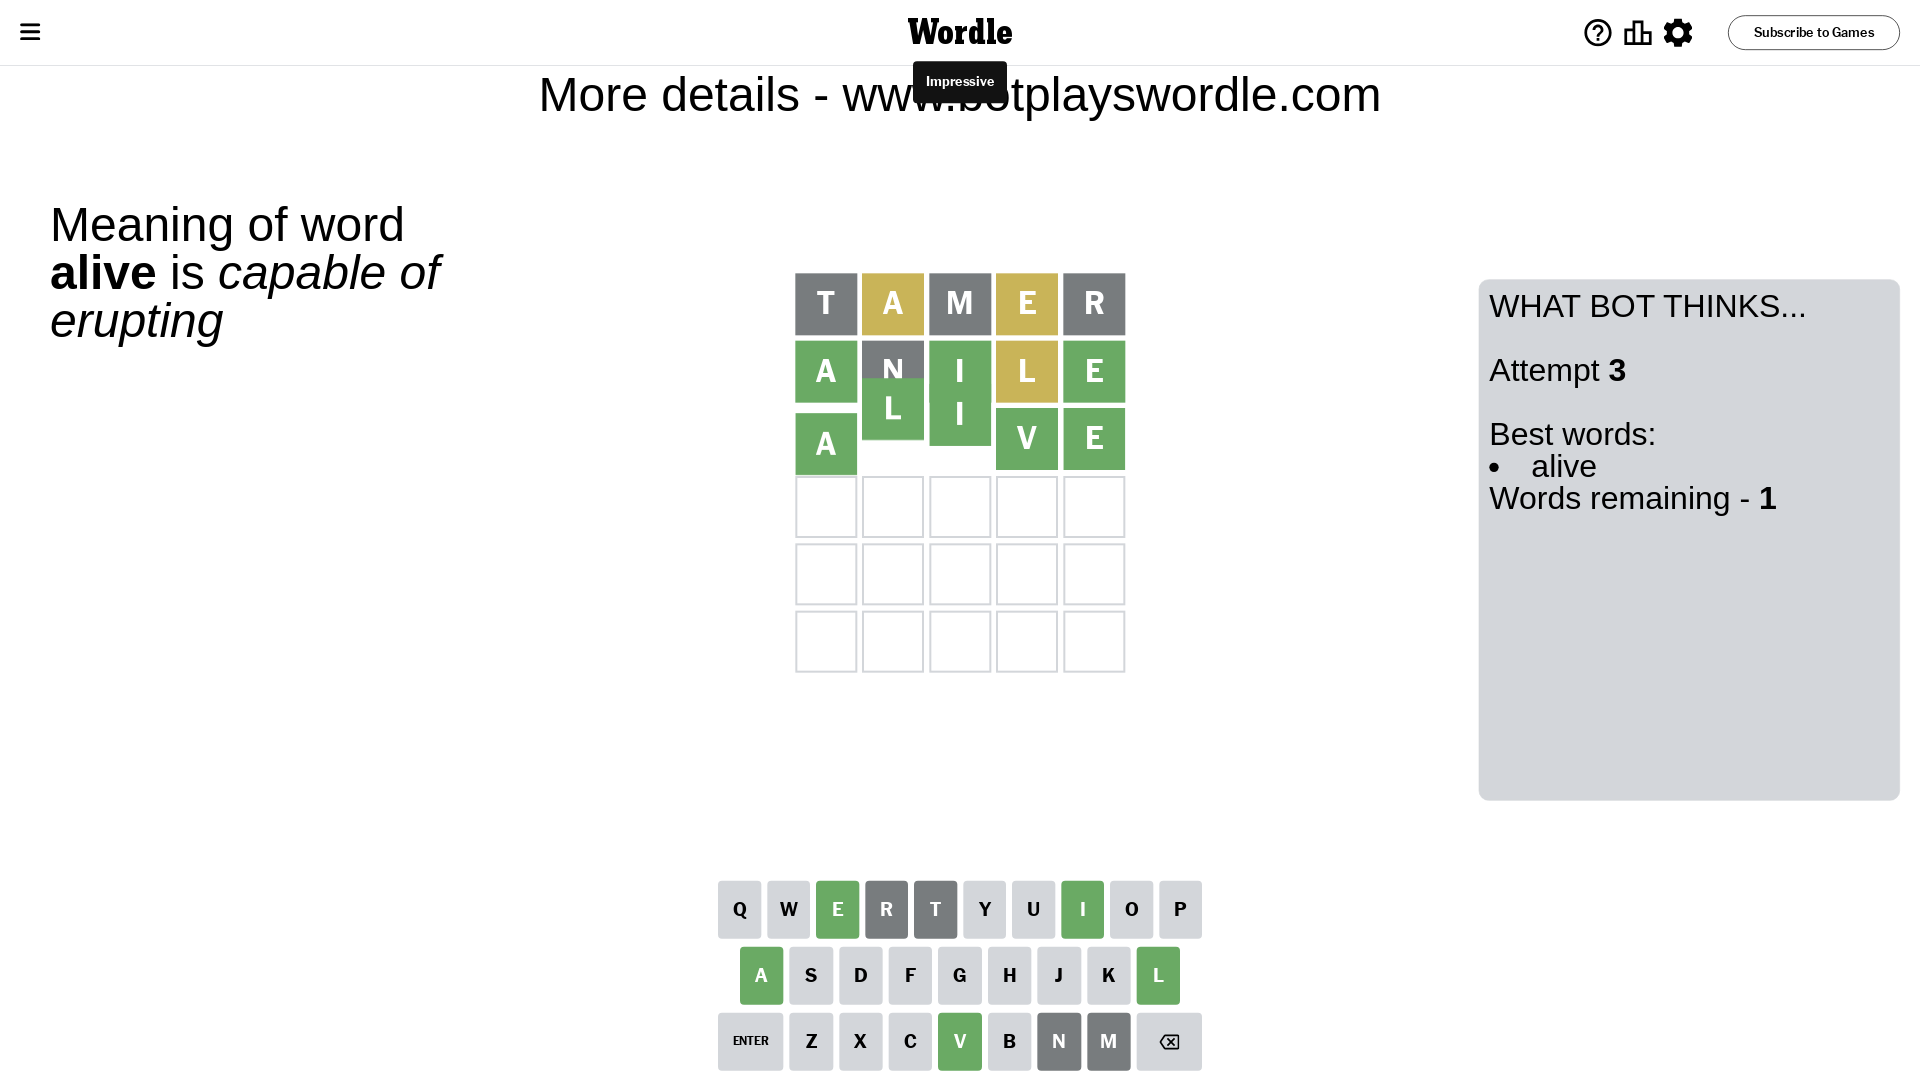 Wordle
Subscribe to Games
Impressive
More details - www.botplayswordle.com
Meaning of word
alive is capable of
erupting
T A M E R
A N I L E
A L I V E
WHAT BOT THINKS...
Attempt 3
Best words:
• alive
Words remaining - 1
Q W E R T Y U I O P
A S D F G H J K L
ENTER Z X C V B N M